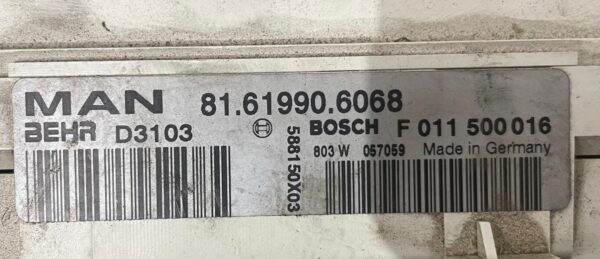 MAN 81.61990.6068
BEHR D3103 BOSCH F 011 500 016
588150X03
803 W 057059 Made in Germany